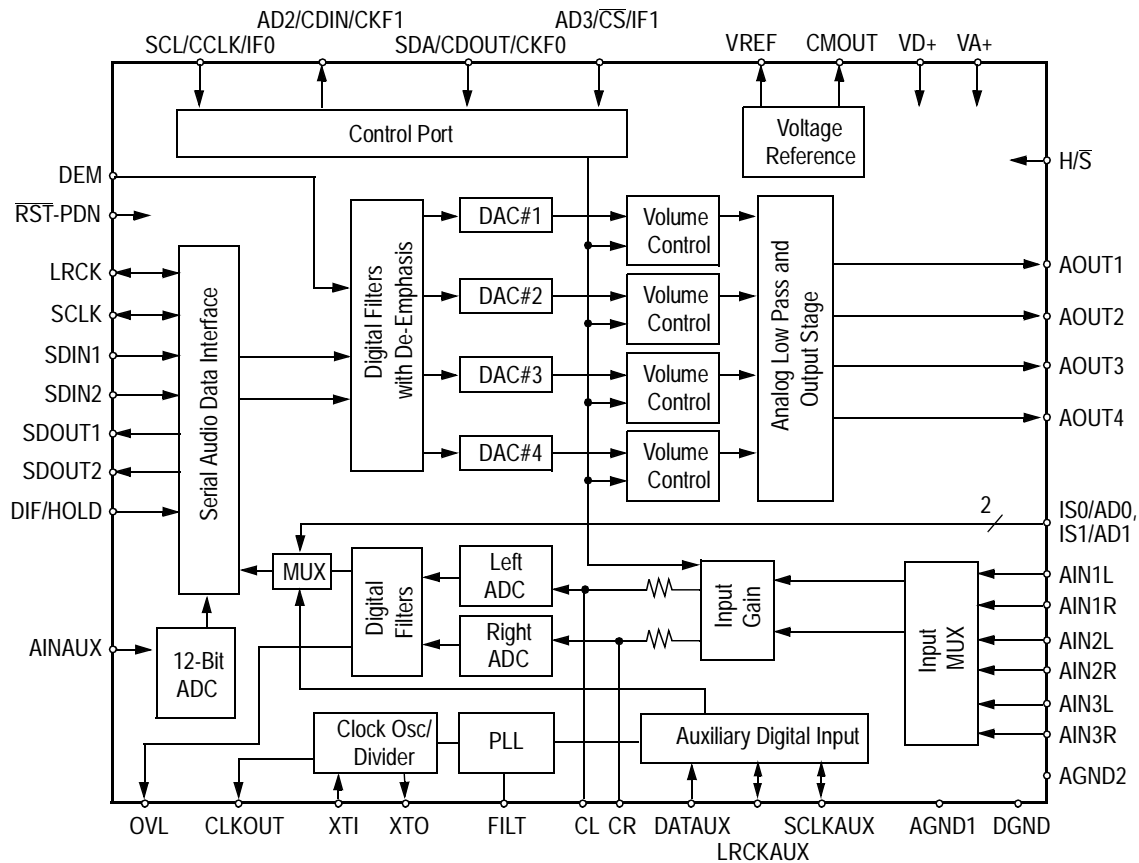 AD2/CDIN/CKF1
AD3/C̅S̅/IF1
SCL/CCLK/IF0
SDA/CDOUT/CKF0
VREF
CMOUT
VD+
VA+
Control Port
Voltage
Reference
H/S̅
DEM
R̅S̅T̅-PDN
LRCK
SCLK
SDIN1
SDIN2
SDOUT1
SDOUT2
DIF/HOLD
AINAUX
Serial Audio Data Interface
Digital Filters
with De-Emphasis
DAC#1
DAC#2
DAC#3
DAC#4
Volume
Control
Volume
Control
Volume
Control
Volume
Control
Analog Low Pass and
Output Stage
AOUT1
AOUT2
AOUT3
AOUT4
2
IS0/AD0,
IS1/AD1
MUX
Digital
Filters
Left
ADC
Right
ADC
Input
Gain
Input
MUX
AIN1L
AIN1R
AIN2L
AIN2R
AIN3L
AIN3R
AGND2
12-Bit
ADC
Clock Osc/
Divider
PLL
Auxiliary Digital Input
OVL
CLKOUT
XTI
XTO
FILT
CL
CR
DATAUX
LRCKAUX
SCLKAUX
AGND1
DGND